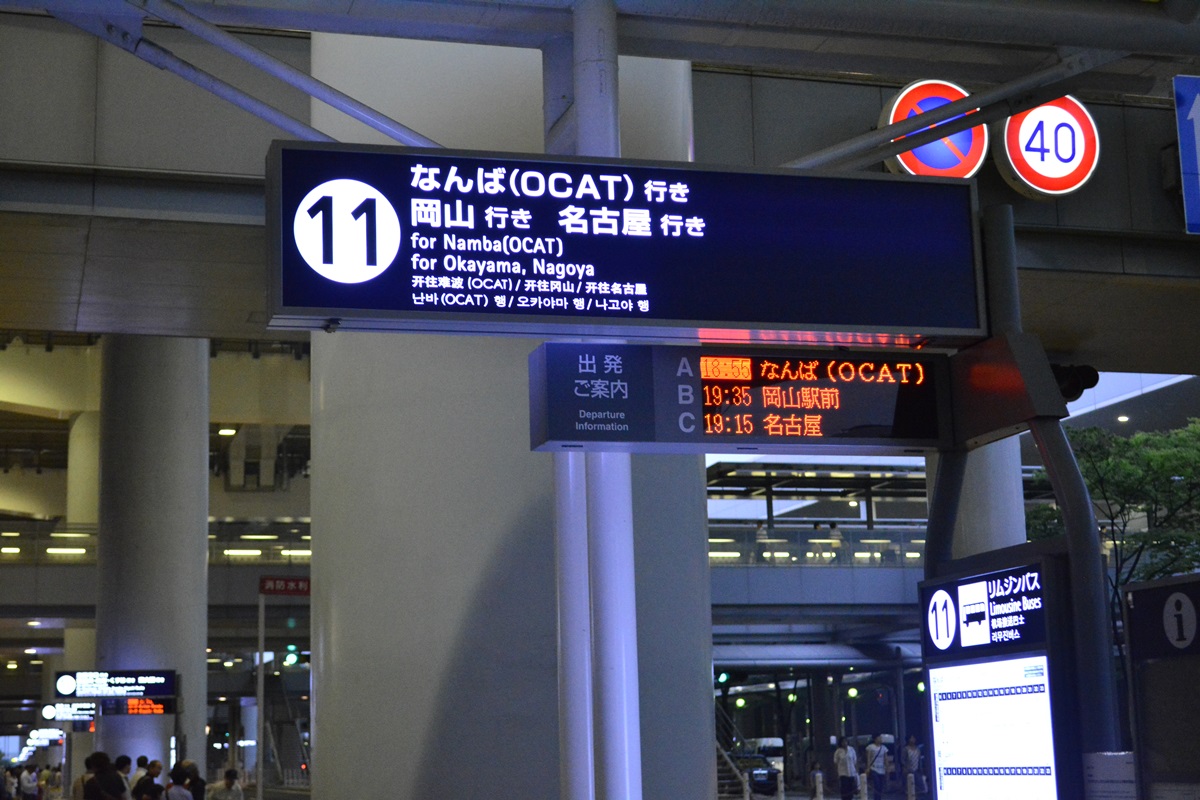 11
なんば(OCAT) 行き
岡山 行き 名古屋 行き
for Namba(OCAT)
for Okayama, Nagoya
开往难波 (OCAT) / 开往冈山 / 开往名古屋
난바 (OCAT) 행 / 오카야마 행 / 나고야 행
40
出発
ご案内
Departure
Information
A 18:55 なんば (OCAT)
B 19:35 岡山駅前
C 19:15 名古屋
消防水利
11
リムジンバス
Limousine Buses
리무진버스
i